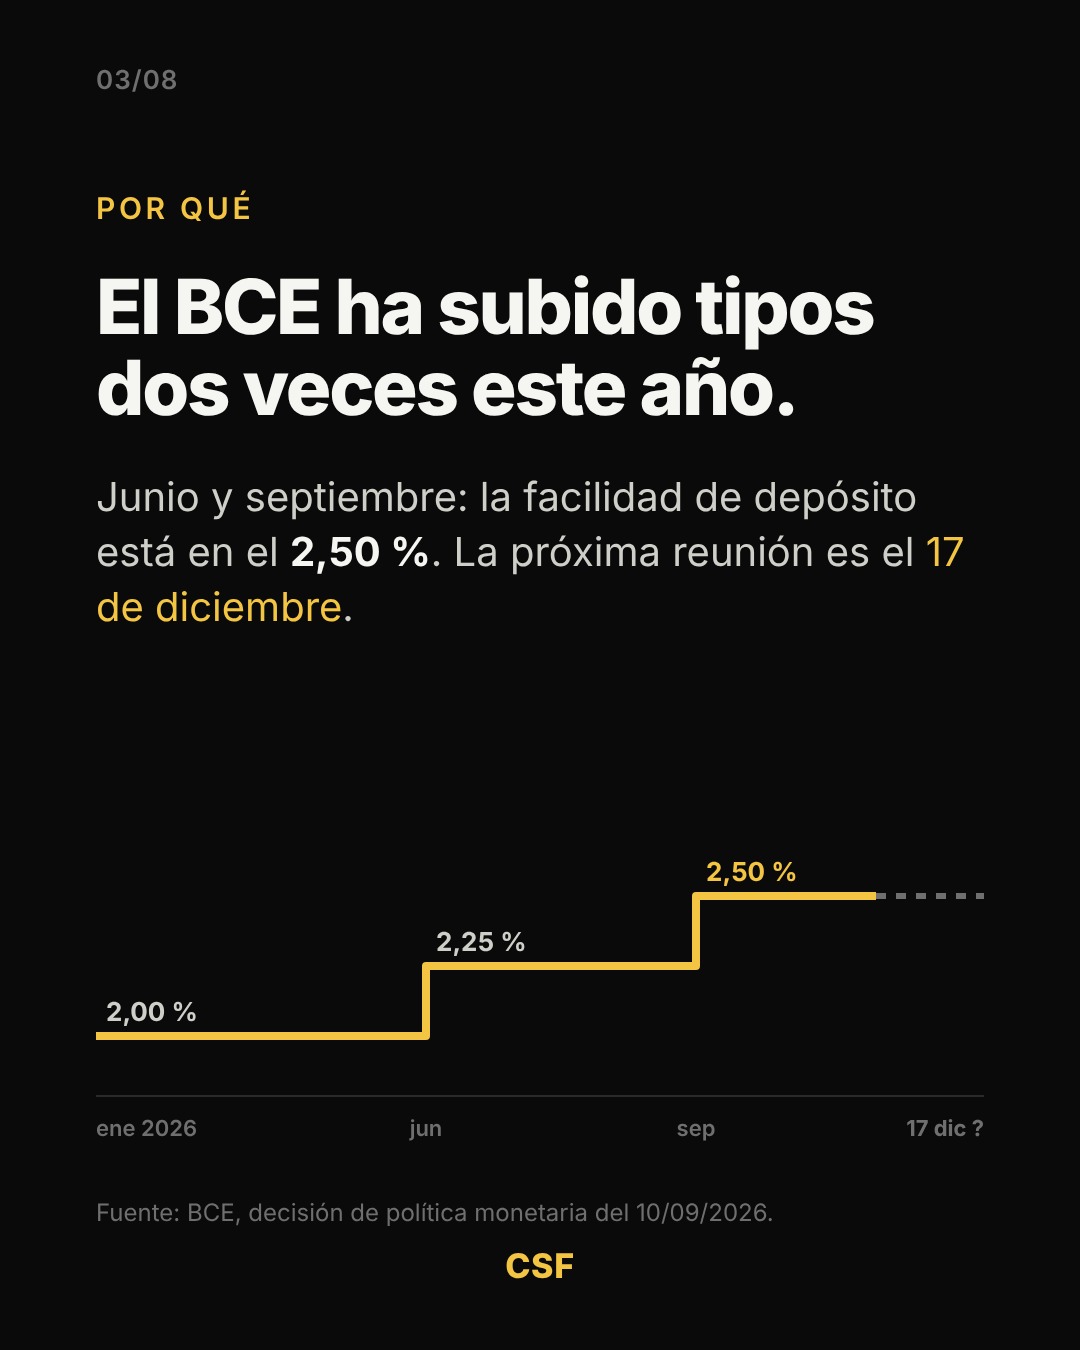 03/08
POR QUÉ
El BCE ha subido tipos
dos veces este año.
Junio y septiembre: la facilidad de depósito
está en el 2,50 %. La próxima reunión es el 17
de diciembre.
2,50 %
2,25 %
2,00 %
ene 2026 jun sep 17 dic ?
Fuente: BCE, decisión de política monetaria del 10/09/2026.
CSF